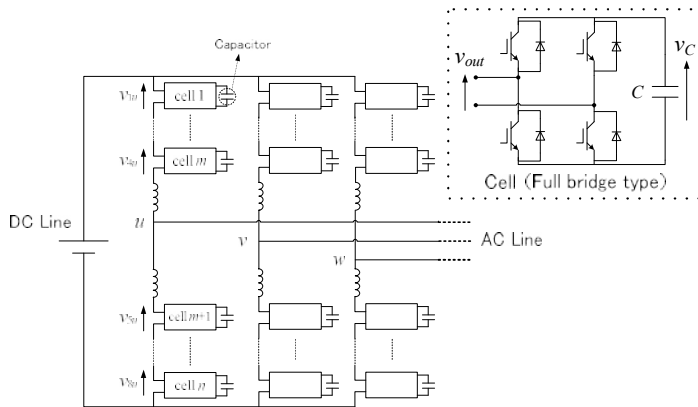 Capacitor
v1u
cell 1
v4u
cell m
u
DC Line
v
AC Line
w
v5u
cell m+1
v8u
cell n
vout
vC
C
Cell (Full bridge type)